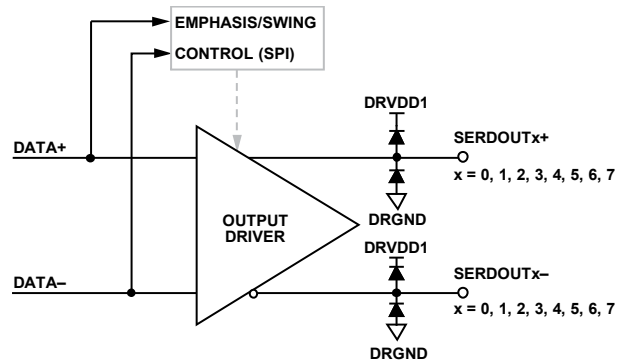 EMPHASIS/SWING
CONTROL (SPI)
DRVDD1
DATA+
SERDOUTx+
x = 0, 1, 2, 3, 4, 5, 6, 7
OUTPUT
DRIVER
DRGND
DRVDD1
DATA–
SERDOUTx–
x = 0, 1, 2, 3, 4, 5, 6, 7
DRGND